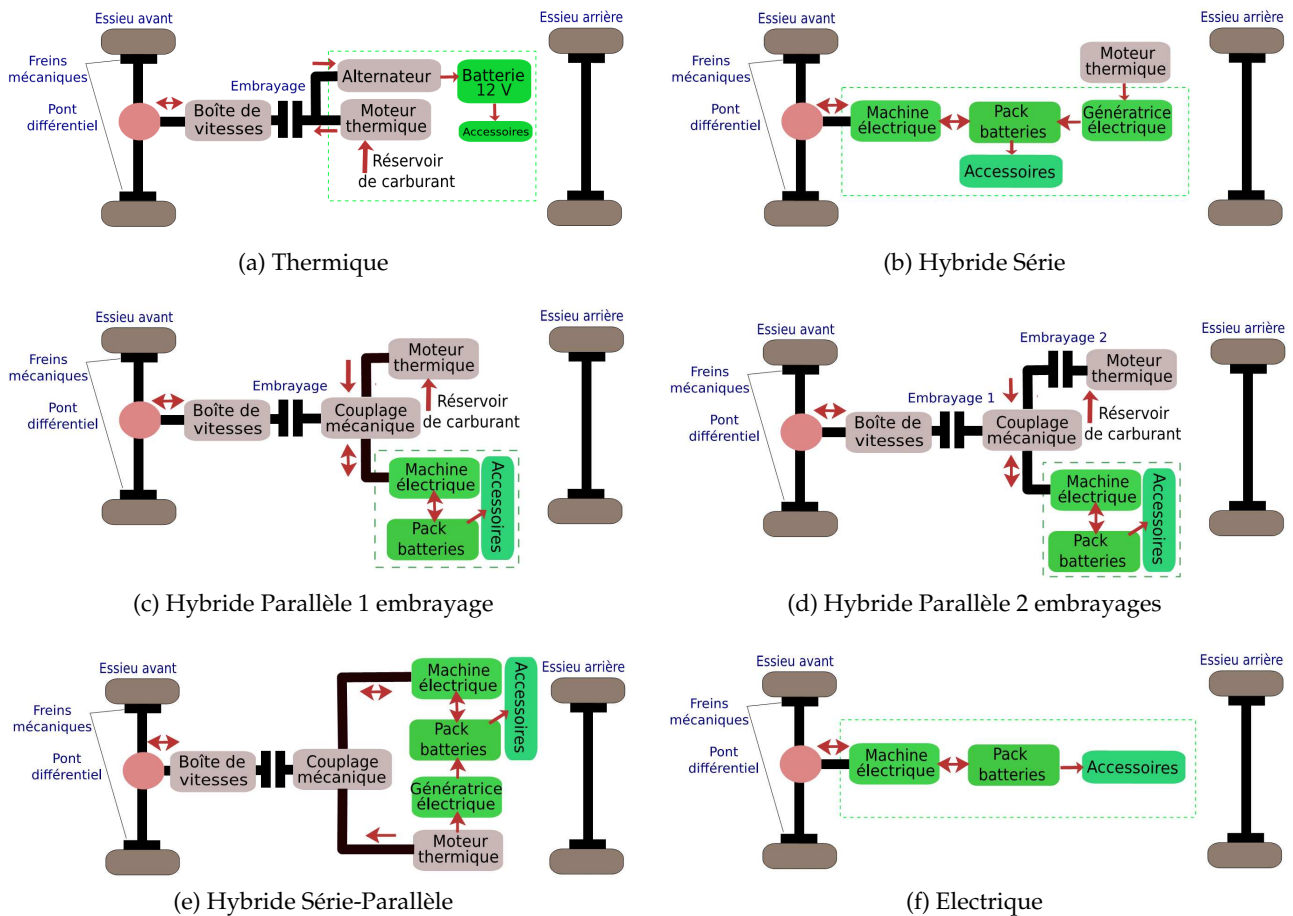 Essieu avant
Essieu arrière
Freins
mécaniques
Pont
différentiel
Boîte de
vitesses
Embrayage
Alternateur
Moteur
thermique
Batterie
12 V
Accessoires
Réservoir
de carburant
(a) Thermique
Essieu avant
Essieu arrière
Freins
mécaniques
Pont
différentiel
Machine
électrique
Pack
batteries
Moteur
thermique
Génératrice
électrique
Accessoires
(b) Hybride Série
Essieu avant
Essieu arrière
Freins
mécaniques
Pont
différentiel
Boîte de
vitesses
Embrayage
Couplage
mécanique
Moteur
thermique
Réservoir
de carburant
Machine
électrique
Pack
batteries
Accessoires
(c) Hybride Parallèle 1 embrayage
Essieu avant
Essieu arrière
Freins
mécaniques
Pont
différentiel
Boîte de
vitesses
Embrayage 1
Couplage
mécanique
Embrayage 2
Moteur
thermique
Réservoir
de carburant
Machine
électrique
Pack
batteries
Accessoires
(d) Hybride Parallèle 2 embrayages
Essieu avant
Essieu arrière
Freins
mécaniques
Pont
différentiel
Boîte de
vitesses
Couplage
mécanique
Machine
électrique
Pack
batteries
Accessoires
Génératrice
électrique
Moteur
thermique
(e) Hybride Série-Parallèle
Essieu avant
Essieu arrière
Freins
mécaniques
Pont
différentiel
Machine
électrique
Pack
batteries
Accessoires
(f) Electrique